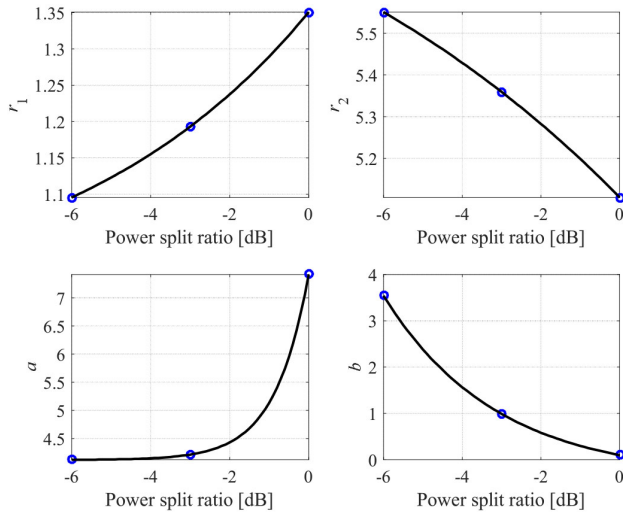 1.35
1.3
1.25
1.2
1.15
1.1
r1
-6 -4 -2 0
Power split ratio [dB]
5.5
5.4
5.3
5.2
r2
-6 -4 -2 0
Power split ratio [dB]
7
6.5
6
5.5
5
4.5
a
-6 -4 -2 0
Power split ratio [dB]
4
3
2
1
0
b
-6 -4 -2 0
Power split ratio [dB]